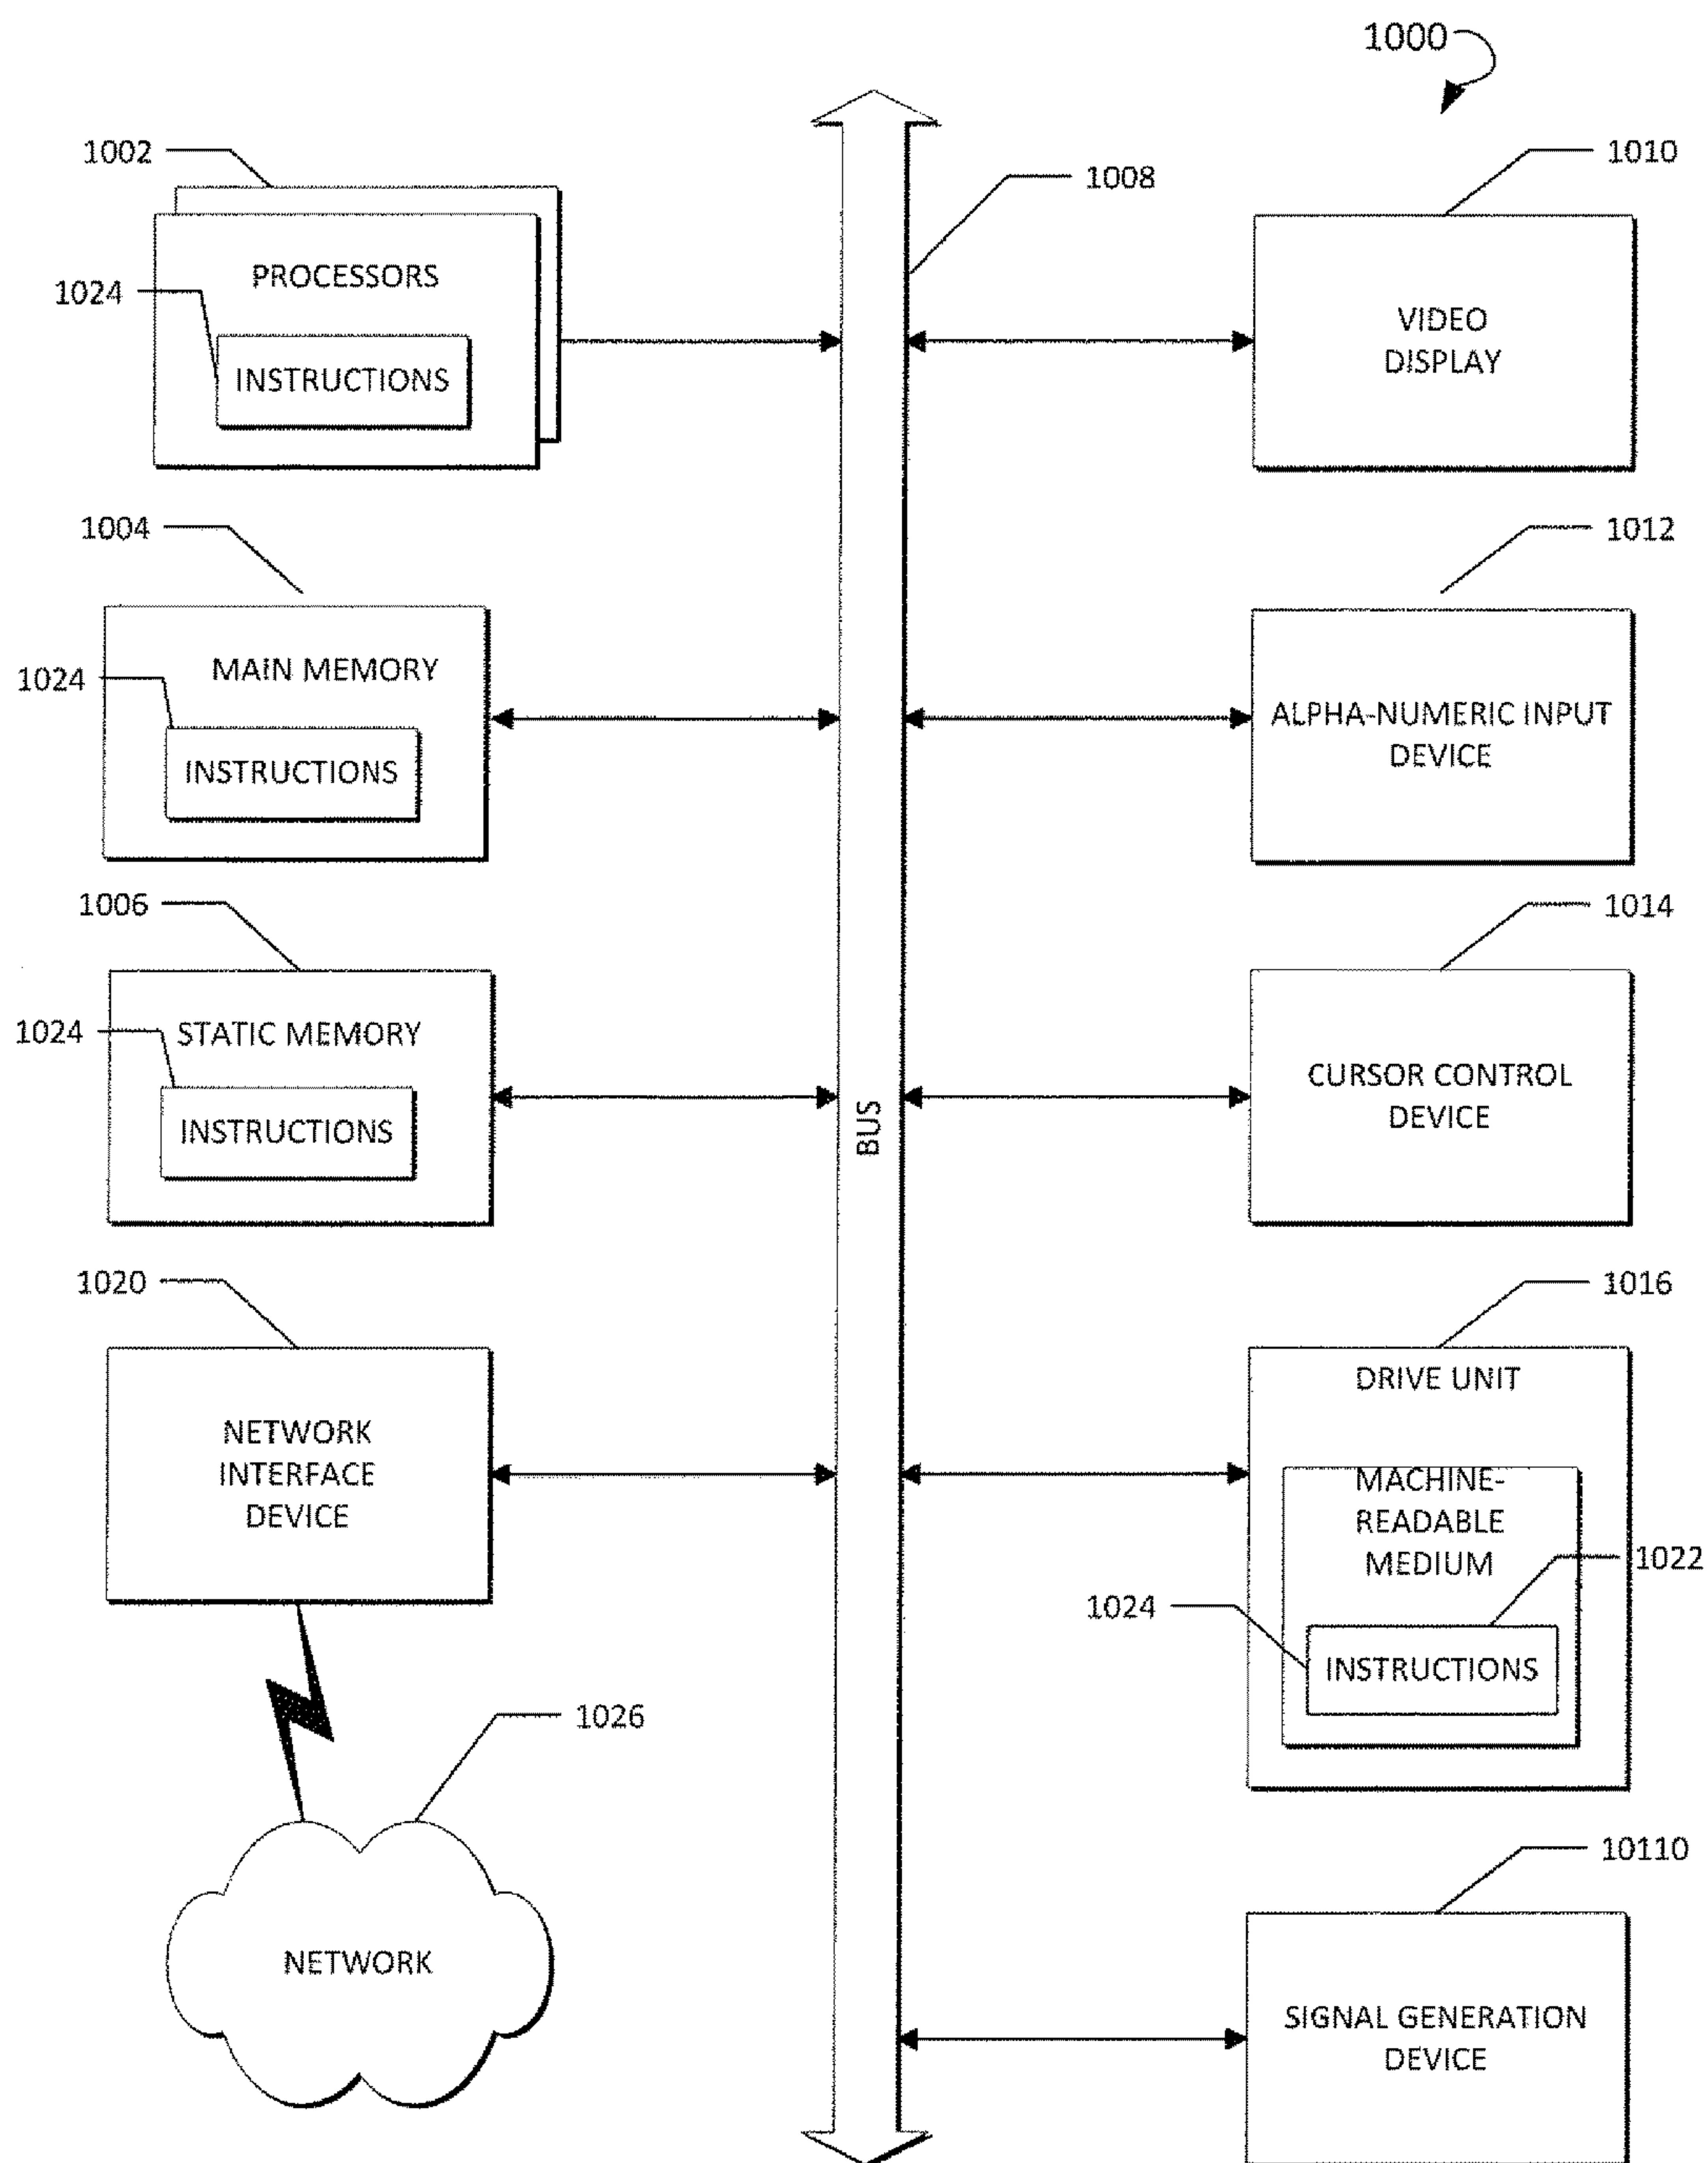 1000
1002
1008
1010
PROCESSORS
1024
INSTRUCTIONS
VIDEO
DISPLAY
1004
1012
MAIN MEMORY
1024
INSTRUCTIONS
ALPHA-NUMERIC INPUT
DEVICE
1006
1014
STATIC MEMORY
1024
INSTRUCTIONS
BUS
CURSOR CONTROL
DEVICE
1020
1016
NETWORK
INTERFACE
DEVICE
DRIVE UNIT
MACHINE-
READABLE
MEDIUM
1022
1024
INSTRUCTIONS
1026
NETWORK
10110
SIGNAL GENERATION
DEVICE